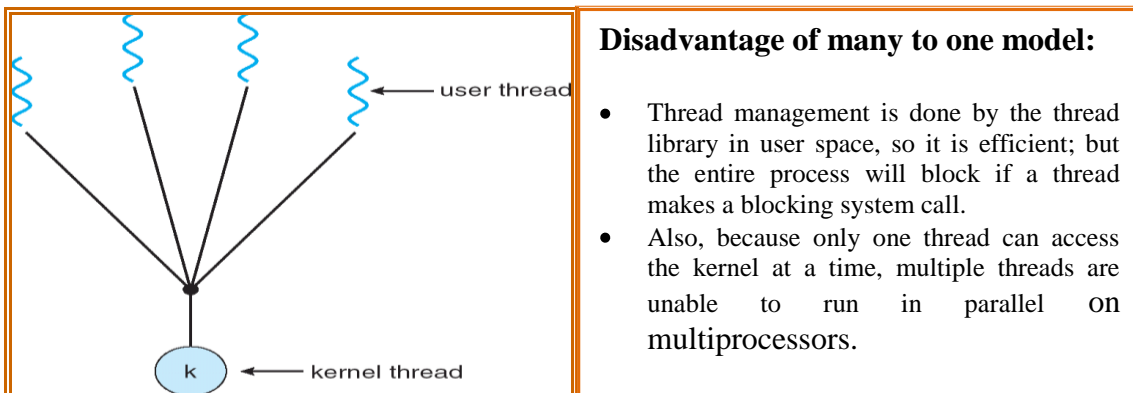 user thread
k
kernel thread
Disadvantage of many to one model:
• Thread management is done by the thread
library in user space, so it is efficient; but
the entire process will block if a thread
makes a blocking system call.
• Also, because only one thread can access
the kernel at a time, multiple threads are
unable to run in parallel on
multiprocessors.